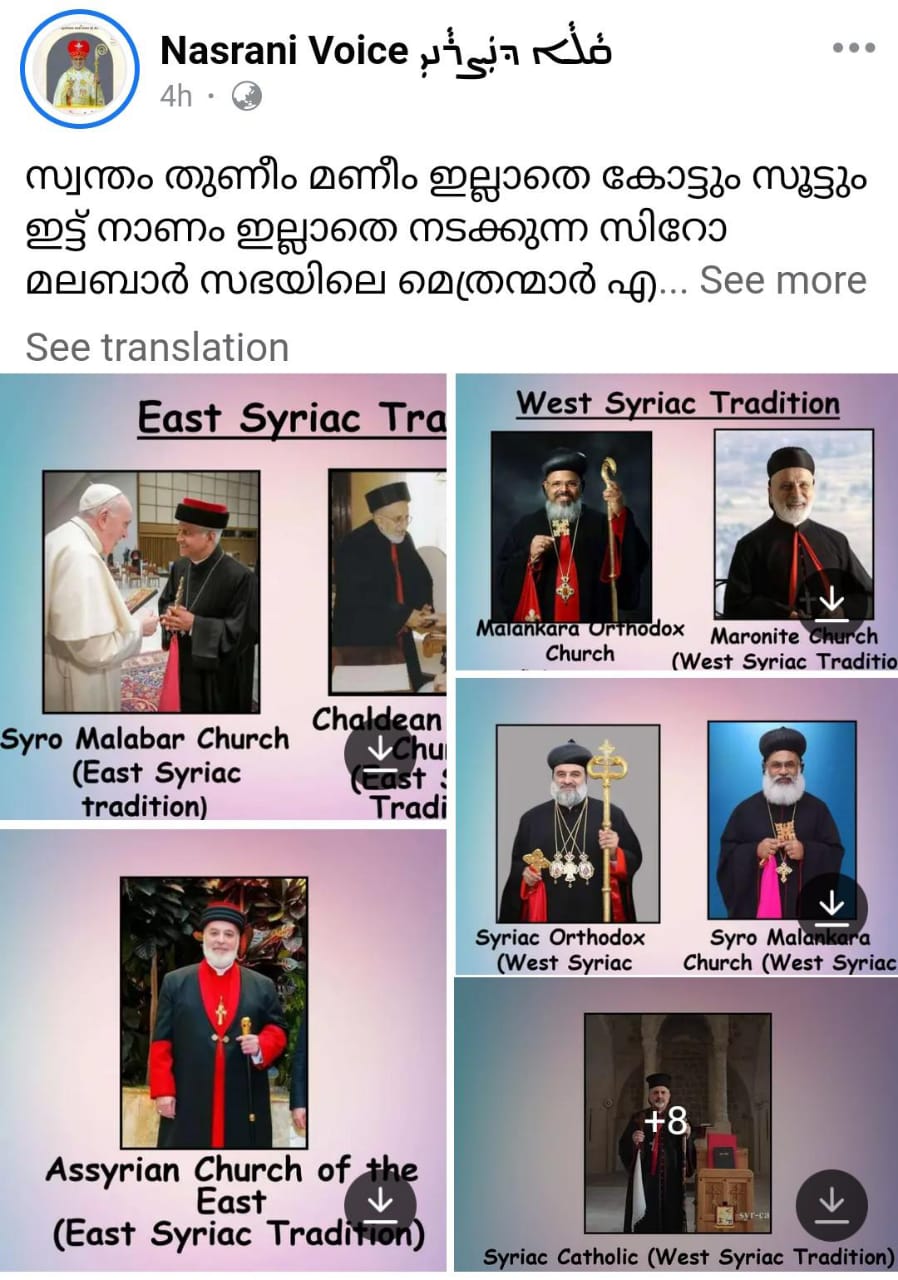 Nasrani Voice ܩܠܐ ܕܢܨܪ̈ܝ
4h
സ്വന്തം തുണീം മണീം ഇല്ലാതെ കോട്ടും സൂട്ടും
ഇട്ട് നാണം ഇല്ലാതെ നടക്കുന്ന സിറോ
മലബാർ സഭയിലെ മെത്രന്മാർ എ... See more
See translation
East Syriac Tra
Syro Malabar Church
(East Syriac
tradition)
Chaldean
Chu
(East
Tradi
West Syriac Tradition
Malankara Orthodox
Church
Maronite Church
(West Syriac Traditio
Syriac Orthodox
(West Syriac
Syro Malankara
Church (West Syriac
Assyrian Church of the
East
(East Syriac Tradition)
+8
syr-ca
Syriac Catholic (West Syriac Tradition)